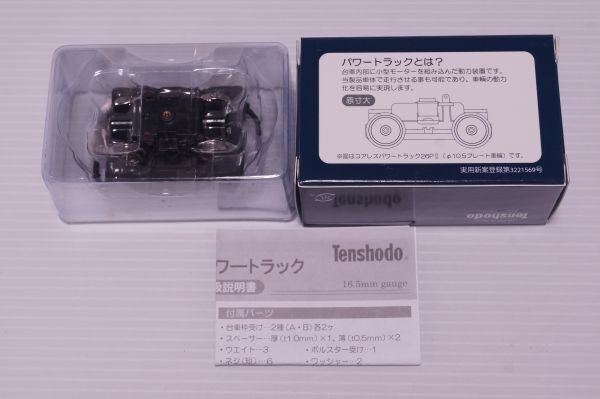 パワートラックとは?
台車内部に小型モーターを組み込んだ動力装置です。
当製品単体で走行させる事も可能であり、車輌の動力
化を容易に実現します。
原寸大
※図はコアレスパワートラック26PⅡ(φ10.5プレート車輪)です。
実用新案登録第3221569号
Tenshodo
Tenshodo®
ワートラック
扱説明書
16.5mm gauge
付属パーツ
・台車枠受け…2種(A・B)各2ヶ
・スペーサー…厚(t1.0mm)×1、薄(t0.5mm)×2
・ウエイト…3 ・ボルスター受け…1
・ネジ(短)…6 ・ワッシャー…2